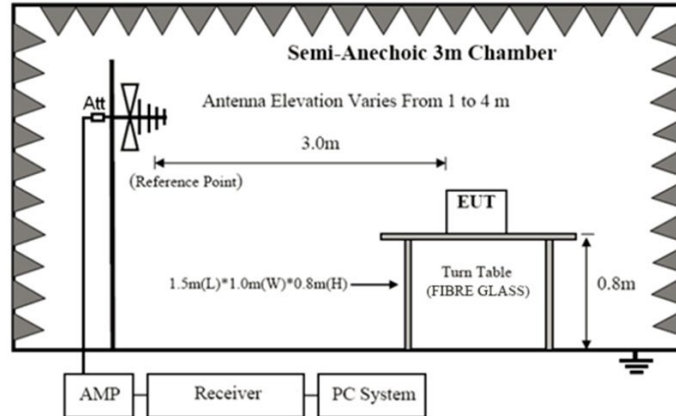 Semi-Anechoic 3m Chamber
Att
Antenna Elevation Varies From 1 to 4 m
3.0m
(Reference Point)
EUT
1.5m(L)*1.0m(W)*0.8m(H)
Turn Table
(FIBRE GLASS)
0.8m
AMP
Receiver
PC System